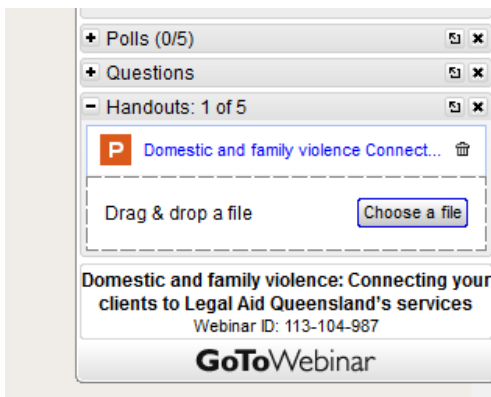 Polls (0/5)
Questions
Handouts: 1 of 5
P Domestic and family violence Connect...
Drag & drop a file Choose a file
Domestic and family violence: Connecting your
clients to Legal Aid Queensland's services
Webinar ID: 113-104-987
GoToWebinar